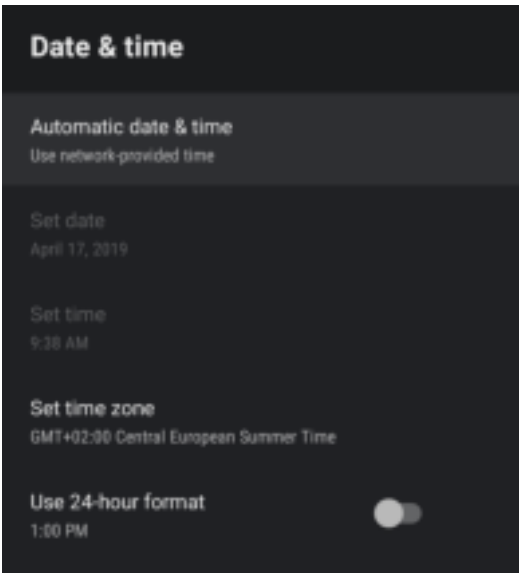 Date & time
Automatic date & time
Use network-provided time
Set date
April 17, 2019
Set time
9:38 AM
Set time zone
GMT+02:00 Central European Summer Time
Use 24-hour format
1:00 PM